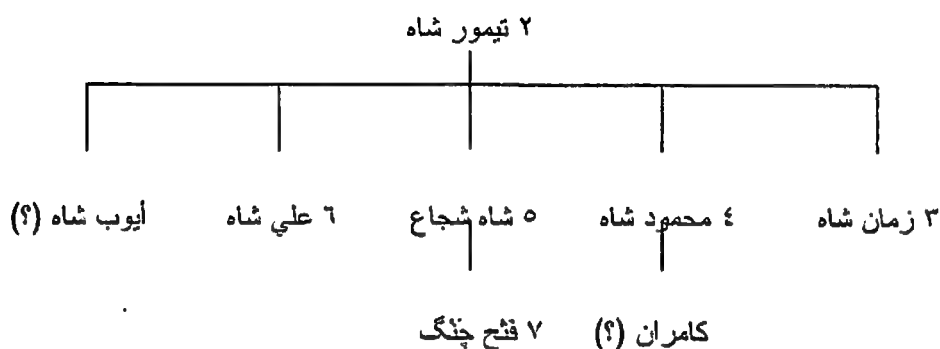 ٢ تيمور شاه
٣ زمان شاه ٤ محمود شاه ٥ شاه شجاع ٦ علي شاه أيوب شاه (؟)
كامران (؟) ٧ فتح جنگ